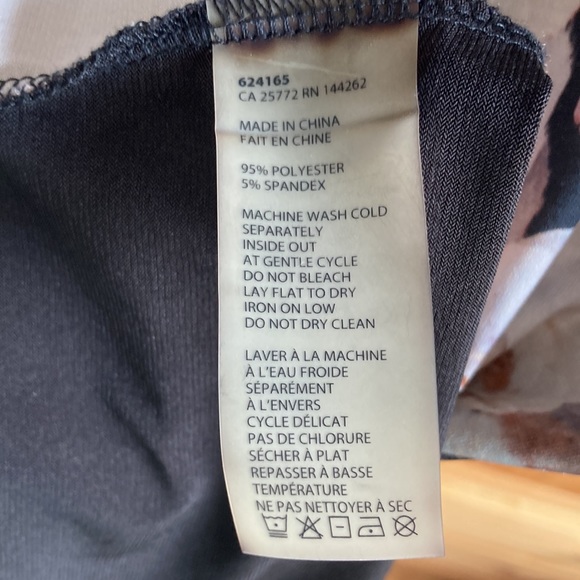 624165
CA 25772 RN 144262
MADE IN CHINA
FAIT EN CHINE
95% POLYESTER
5% SPANDEX
MACHINE WASH COLD
SEPARATELY
INSIDE OUT
AT GENTLE CYCLE
DO NOT BLEACH
LAY FLAT TO DRY
IRON ON LOW
DO NOT DRY CLEAN
LAVER À LA MACHINE
À L'EAU FROIDE
SÉPARÉMENT
À L'ENVERS
CYCLE DÉLICAT
PAS DE CHLORURE
SÉCHER À PLAT
REPASSER À BASSE
TEMPÉRATURE
NE PAS NETTOYER À SEC